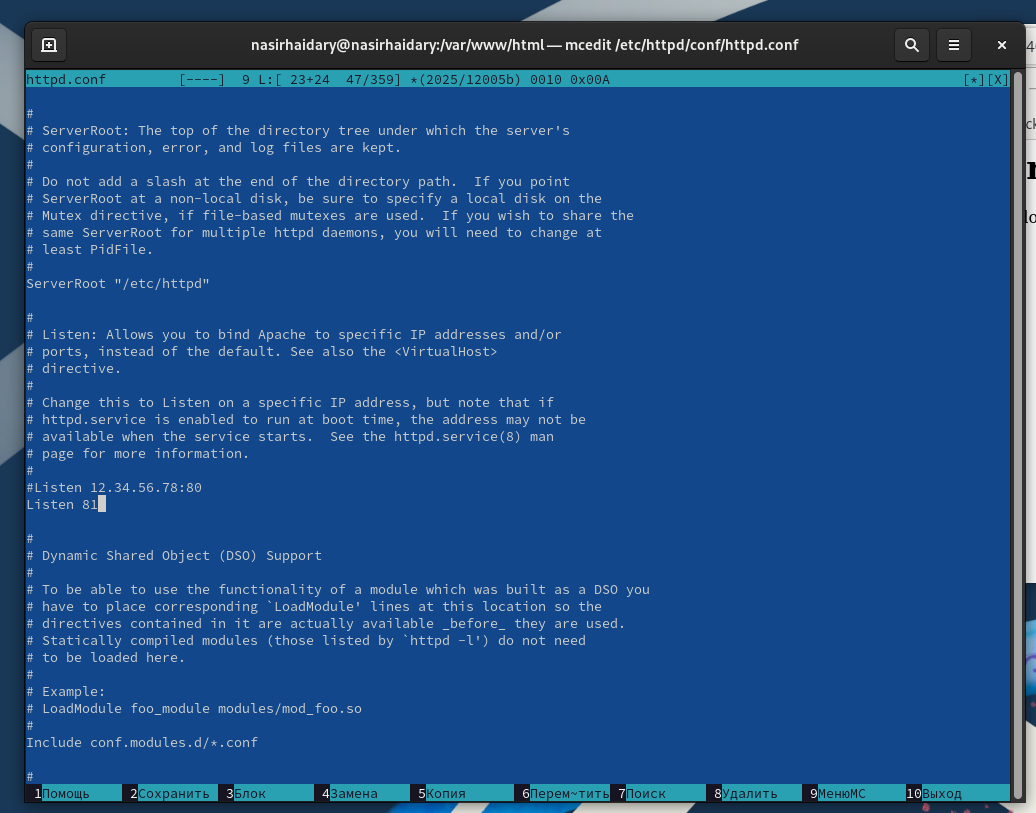 nasirhaidary@nasirhaidary:/var/www/html — mcedit /etc/httpd/conf/httpd.conf
httpd.conf [----] 9 L:[ 23+24 47/359] *(2025/12005b) 0010 0x00A [*][X]
#
# ServerRoot: The top of the directory tree under which the server's
# configuration, error, and log files are kept.
#
# Do not add a slash at the end of the directory path. If you point
# ServerRoot at a non-local disk, be sure to specify a local disk on the
# Mutex directive, if file-based mutexes are used. If you wish to share the
# same ServerRoot for multiple httpd daemons, you will need to change at
# least PidFile.
#
ServerRoot "/etc/httpd"
#
# Listen: Allows you to bind Apache to specific IP addresses and/or
# ports, instead of the default. See also the <VirtualHost>
# directive.
#
# Change this to Listen on a specific IP address, but note that if
# httpd.service is enabled to run at boot time, the address may not be
# available when the service starts. See the httpd.service(8) man
# page for more information.
#
#Listen 12.34.56.78:80
Listen 81
#
# Dynamic Shared Object (DSO) Support
#
# To be able to use the functionality of a module which was built as a DSO you
# have to place corresponding `LoadModule' lines at this location so the
# directives contained in it are actually available _before_ they are used.
# Statically compiled modules (those listed by `httpd -l') do not need
# to be loaded here.
#
# Example:
# LoadModule foo_module modules/mod_foo.so
#
Include conf.modules.d/*.conf
#
1Помощь 2Сохранить 3Блок 4Замена 5Копия 6Перем~тить 7Поиск 8Удалить 9МенюMC 10Выход